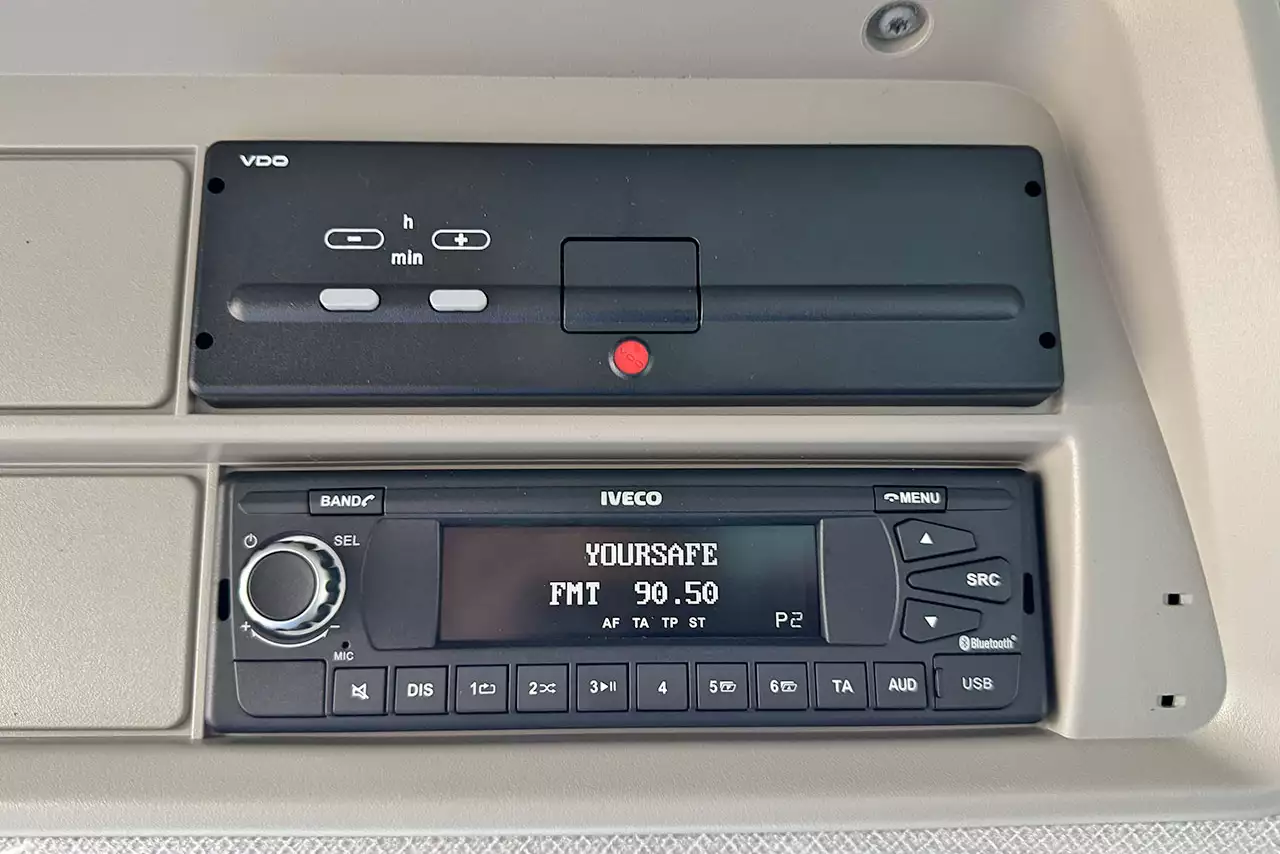 VDO
h
- +
min
VDO
BAND
IVECO
MENU
SEL
YOURSAFE
FMT 90.50
AF TA TP ST
P2
SRC
+ -
MIC
Bluetooth®
DIS
1
2
3
4
5
6
TA
AUD
USB